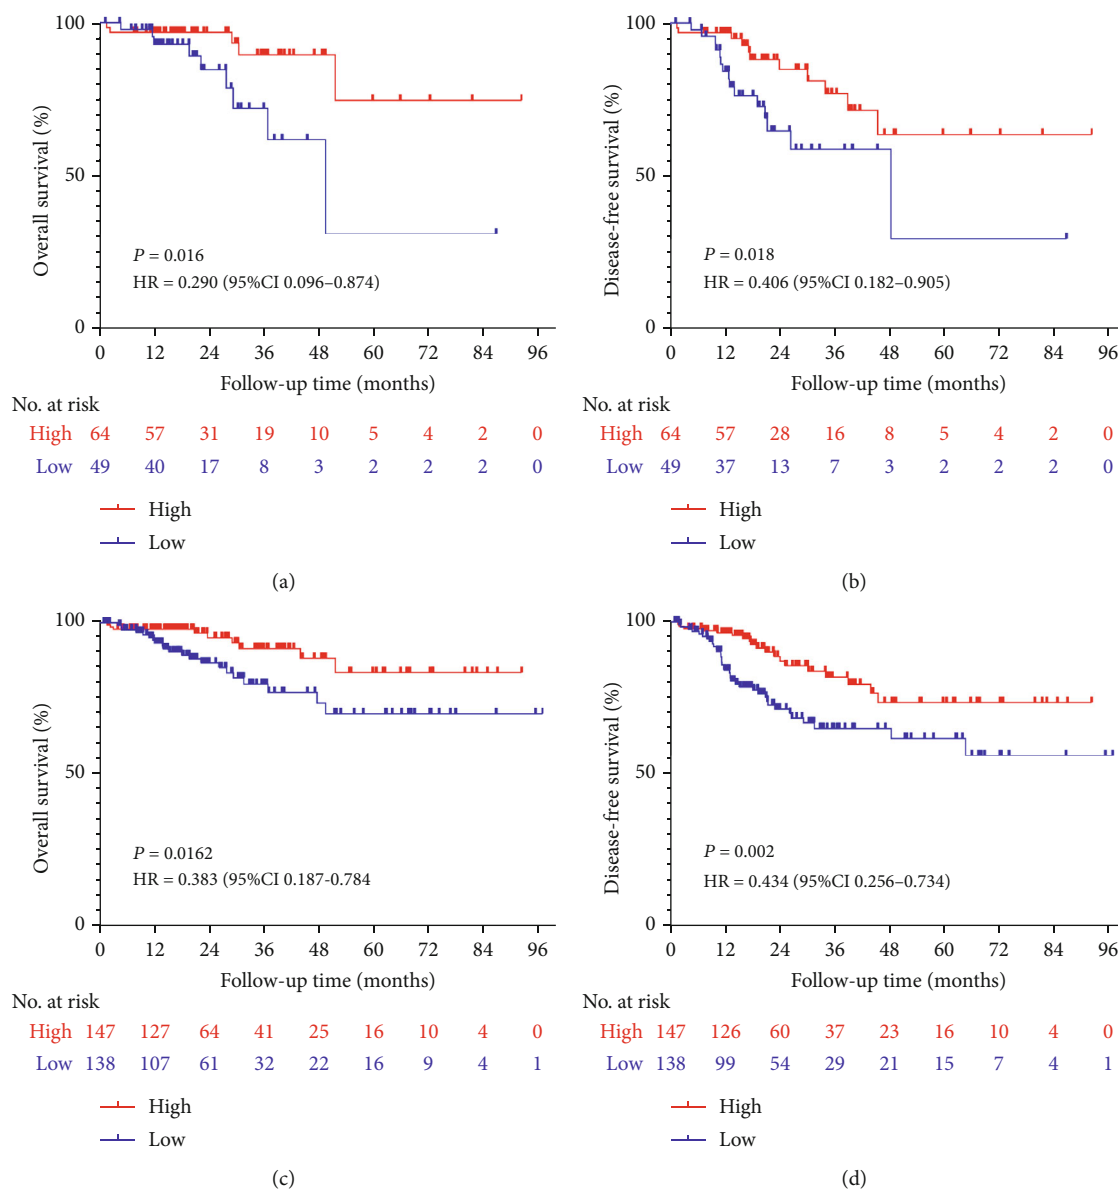 100
50
0
Overall survival (%)
P = 0.016
HR = 0.290 (95%CI 0.096–0.874)
0 12 24 36 48 60 72 84 96
Follow-up time (months)
No. at risk
High 64 57 31 19 10 5 4 2 0
Low 49 40 17 8 3 2 2 2 0
High
Low
(a)
100
50
0
Disease-free survival (%)
P = 0.018
HR = 0.406 (95%CI 0.182–0.905)
0 12 24 36 48 60 72 84 96
Follow-up time (months)
No. at risk
High 64 57 28 16 8 5 4 2 0
Low 49 37 13 7 3 2 2 2 0
High
Low
(b)
100
50
0
Overall survival (%)
P = 0.0162
HR = 0.383 (95%CI 0.187-0.784
0 12 24 36 48 60 72 84 96
Follow-up time (months)
No. at risk
High 147 127 64 41 25 16 10 4 0
Low 138 107 61 32 22 16 9 4 1
High
Low
(c)
100
50
0
Disease-free survival (%)
P = 0.002
HR = 0.434 (95%CI 0.256–0.734)
0 12 24 36 48 60 72 84 96
Follow-up time (months)
No. at risk
High 147 126 60 37 23 16 10 4 0
Low 138 99 54 29 21 15 7 4 1
High
Low
(d)